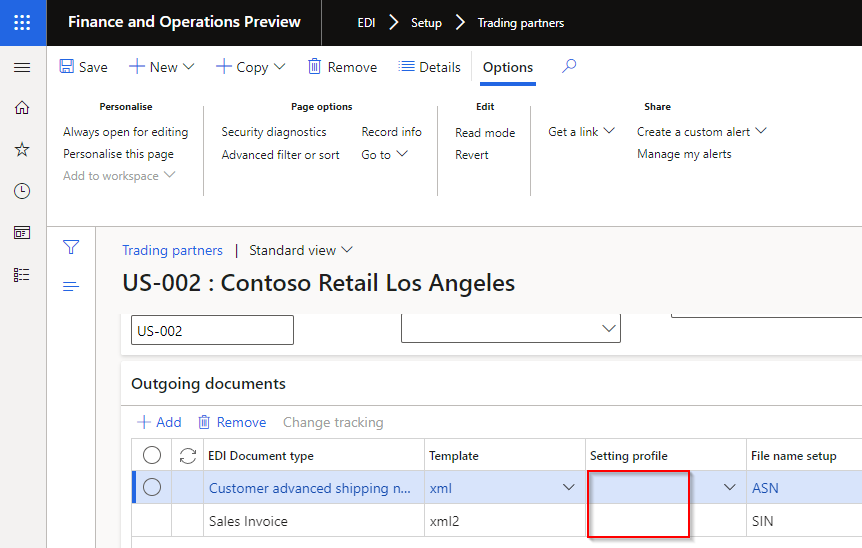 Finance and Operations Preview
EDI Setup Trading partners
Save New Copy Remove Details Options
Personalise Page options Edit Share
Always open for editing Security diagnostics Record info Read mode Get a link Create a custom alert
Personalise this page Advanced filter or sort Go to Revert Manage my alerts
Add to workspace
Trading partners | Standard view
US-002 : Contoso Retail Los Angeles
US-002
Outgoing documents
Add Remove Change tracking
EDI Document type Template Setting profile File name setup
Customer advanced shipping n... xml ASN
Sales Invoice xml2 SIN